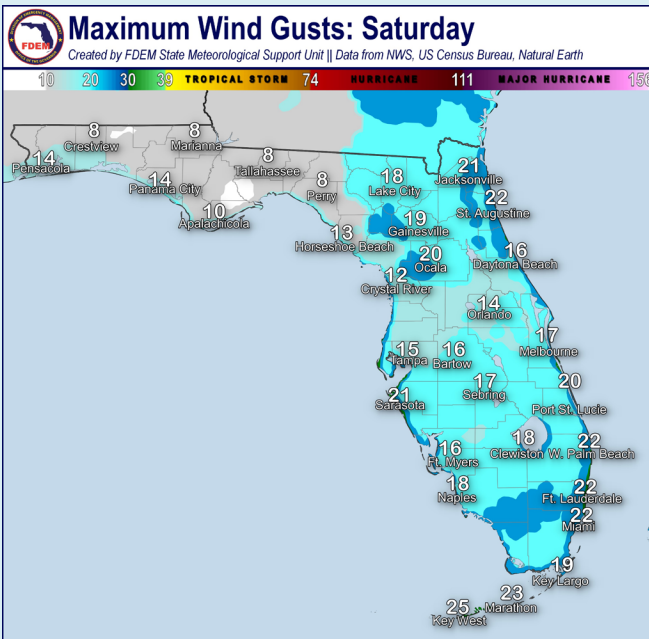 FDEM
Maximum Wind Gusts: Saturday
Created by FDEM State Meteorological Support Unit || Data from NWS, US Census Bureau, Natural Earth
10 20 30 39 TROPICAL STORM 74 HURRICANE 111 MAJOR HURRICANE 156
8
Crestview
8
Marianna
14
Pensacola
8
Tallahassee
14
Panama City
8
Perry
10
Apalachicola
18
Lake City
21
Jacksonville
22
St. Augustine
19
Gainesville
13
Horseshoe Beach
20
Ocala
16
Daytona Beach
12
Crystal River
14
Orlando
17
Melbourne
15
Tampa
16
Bartow
17
Sebring
20
Port St. Lucie
21
Sarasota
18
Clewiston
22
W. Palm Beach
16
Ft. Myers
18
Naples
22
Ft. Lauderdale
22
Miami
19
Key Largo
23
Marathon
25
Key West